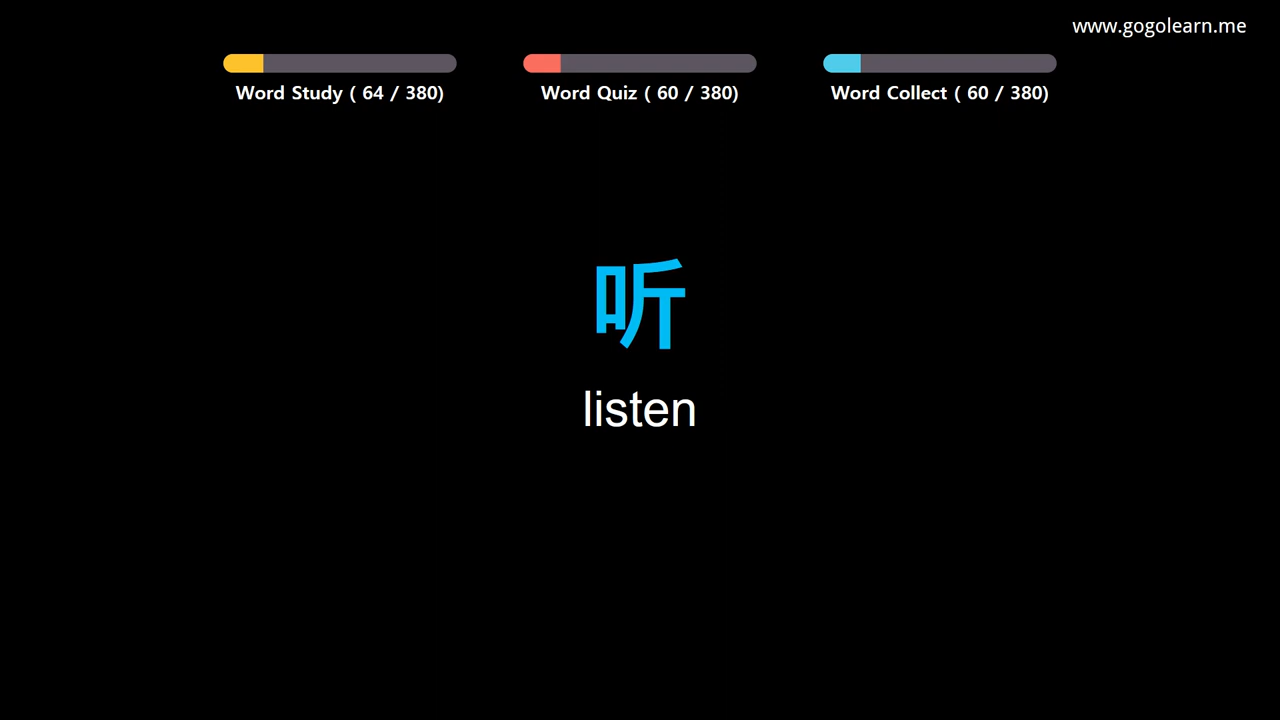 www.gogolearn.me
Word Study ( 64 / 380)
Word Quiz ( 60 / 380)
Word Collect ( 60 / 380)
听
listen